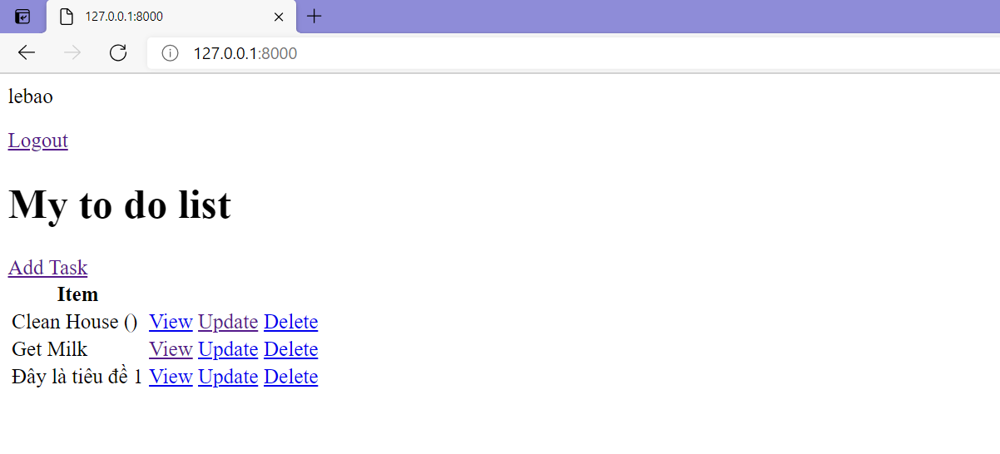 127.0.0.1:8000
127.0.0.1:8000
lebao
Logout
My to do list
Add Task
Item
Clean House () View Update Delete
Get Milk View Update Delete
Đây là tiêu đề 1 View Update Delete